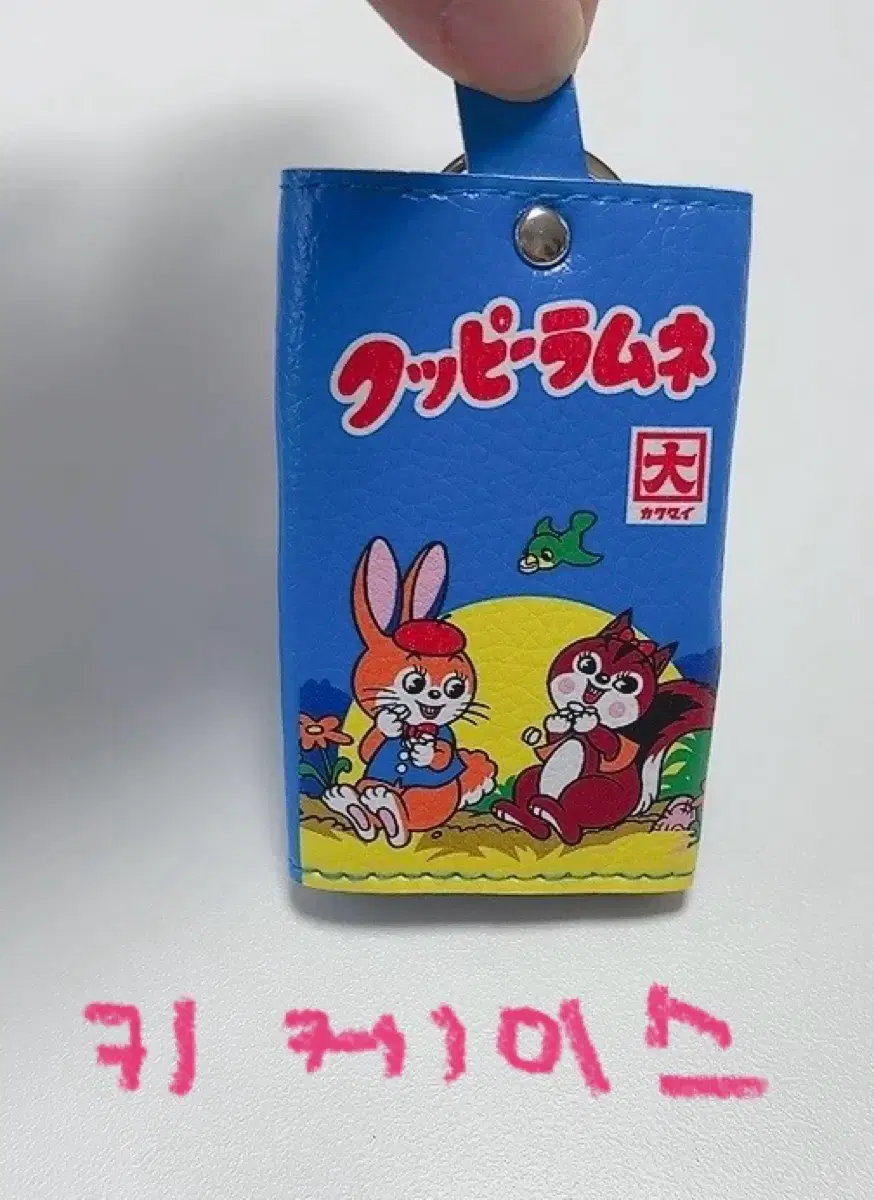 クッピーラムネ
大
カクダイ
키 케이스